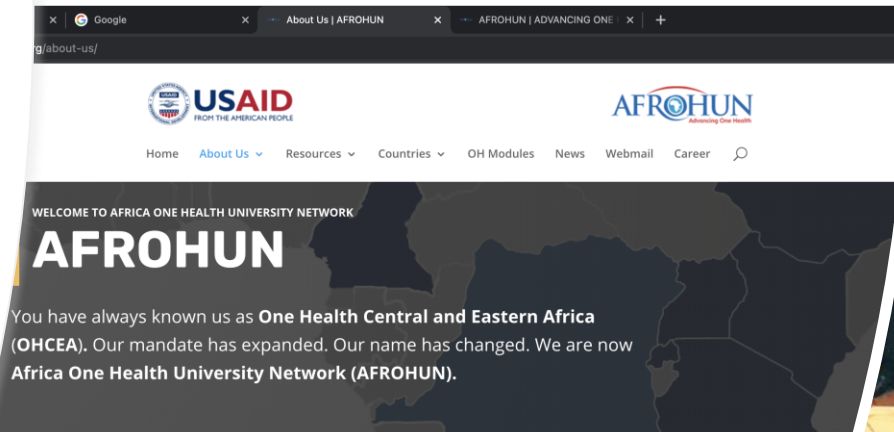 Google
About Us | AFROHUN
AFROHUN | ADVANCING ONE
rg/about-us/
USAID
FROM THE AMERICAN PEOPLE
AFROHUN
Advancing One Health
Home About Us Resources Countries OH Modules News Webmail Career
WELCOME TO AFRICA ONE HEALTH UNIVERSITY NETWORK
AFROHUN
You have always known us as One Health Central and Eastern Africa
(OHCEA). Our mandate has expanded. Our name has changed. We are now
Africa One Health University Network (AFROHUN).